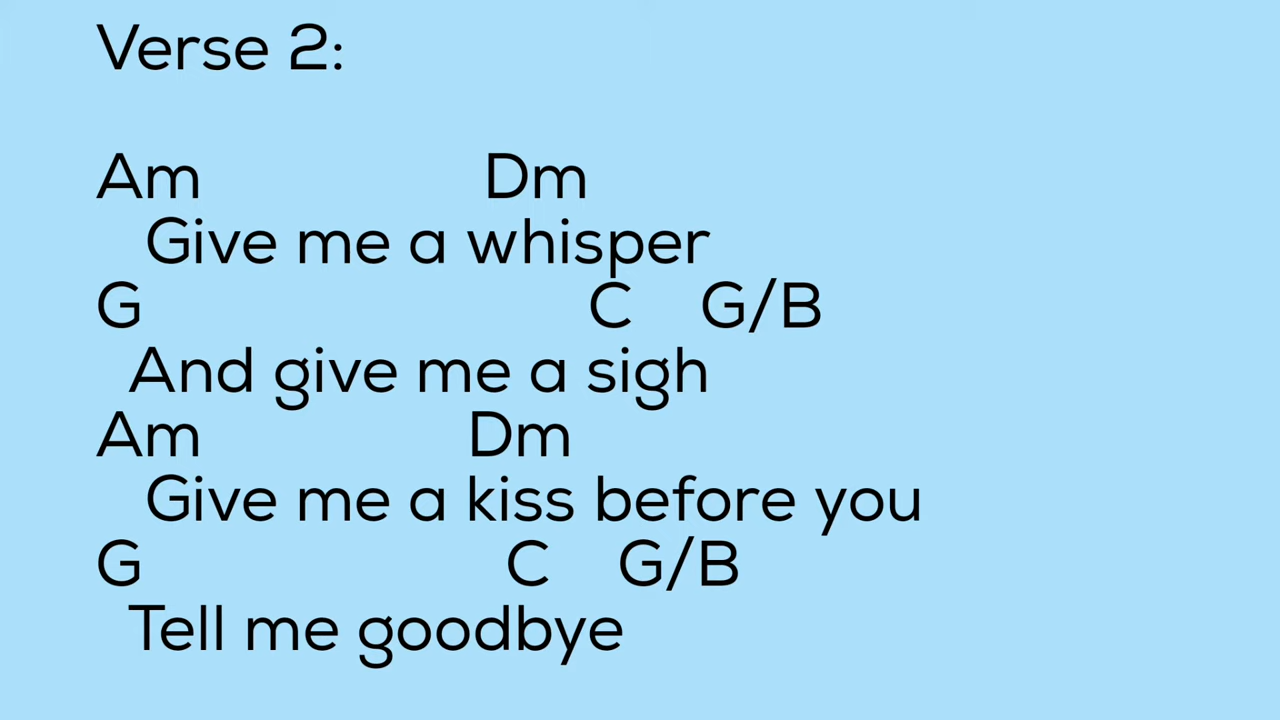 Verse 2:
Am Dm
Give me a whisper
G C G/B
And give me a sigh
Am Dm
Give me a kiss before you
G C G/B
Tell me goodbye